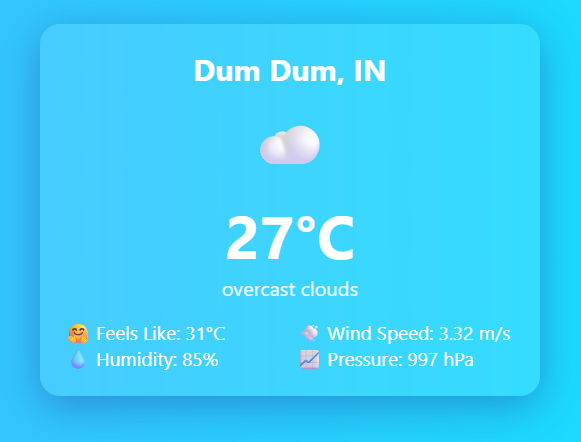 Dum Dum, IN
27°C
overcast clouds
🤗 Feels Like: 31°C
💨 Wind Speed: 3.32 m/s
💧 Humidity: 85%
📈 Pressure: 997 hPa